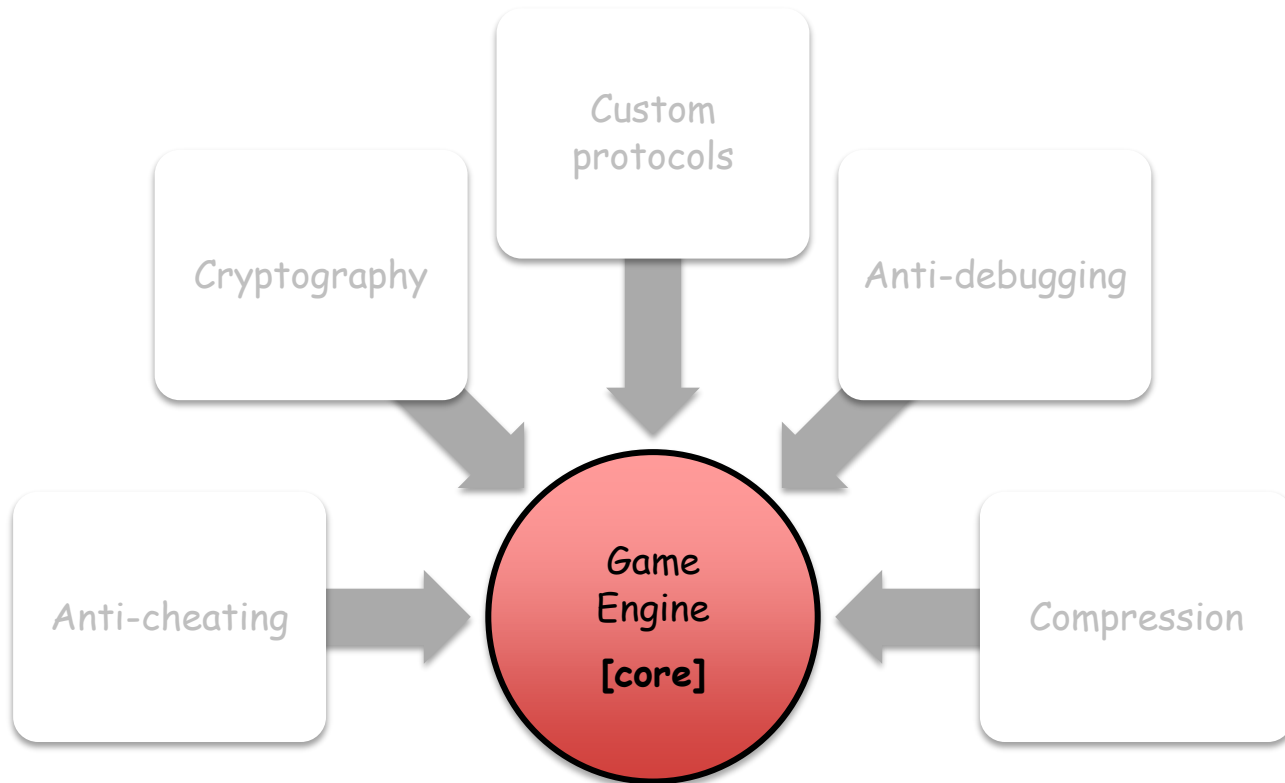 Custom
protocols
Cryptography
Anti-debugging
Game
Engine
[core]
Anti-cheating
Compression